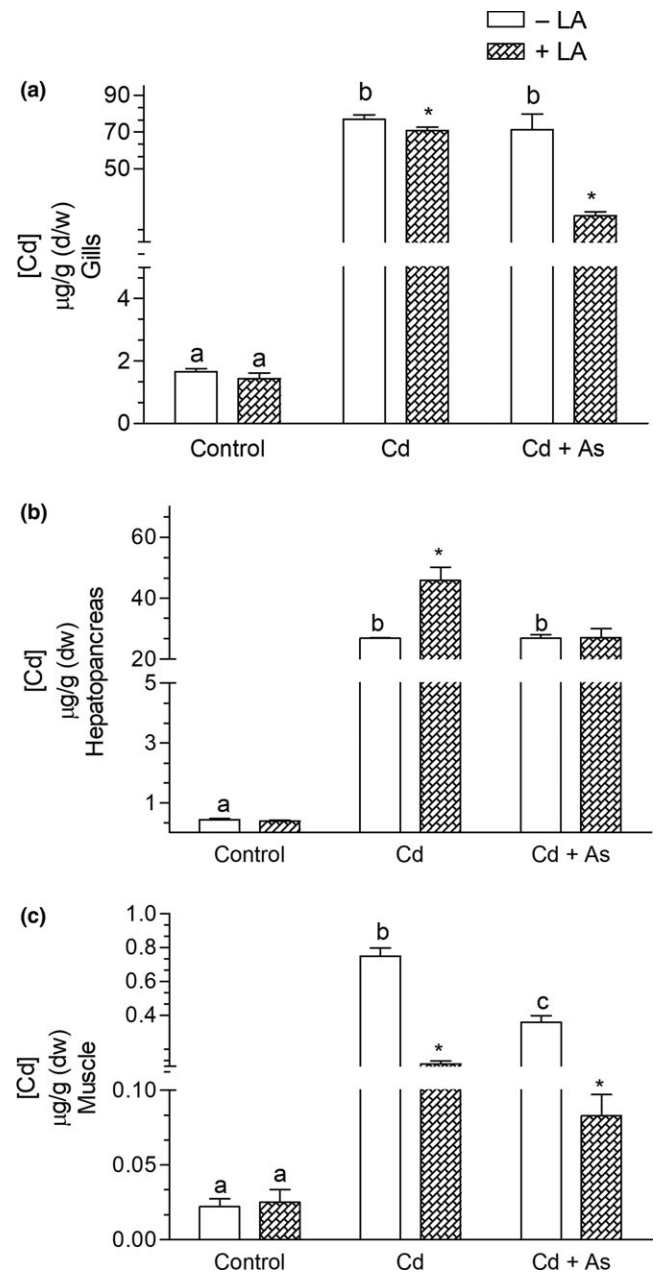 – LA
+ LA
(a)
90
b
b
*
70
50
*
[Cd]
μg/g (d/w)
Gills
4
2
a
a
0
Control
Cd
Cd + As
(b)
60
*
40
b
b
20
[Cd]
μg/g (dw)
Hepatopancreas
5
3
1
a
Control
Cd
Cd + As
(c)
1.0
b
0.8
0.6
c
0.4
*
[Cd]
μg/g (dw)
Muscle
0.10
*
0.05
a
a
0.00
Control
Cd
Cd + As